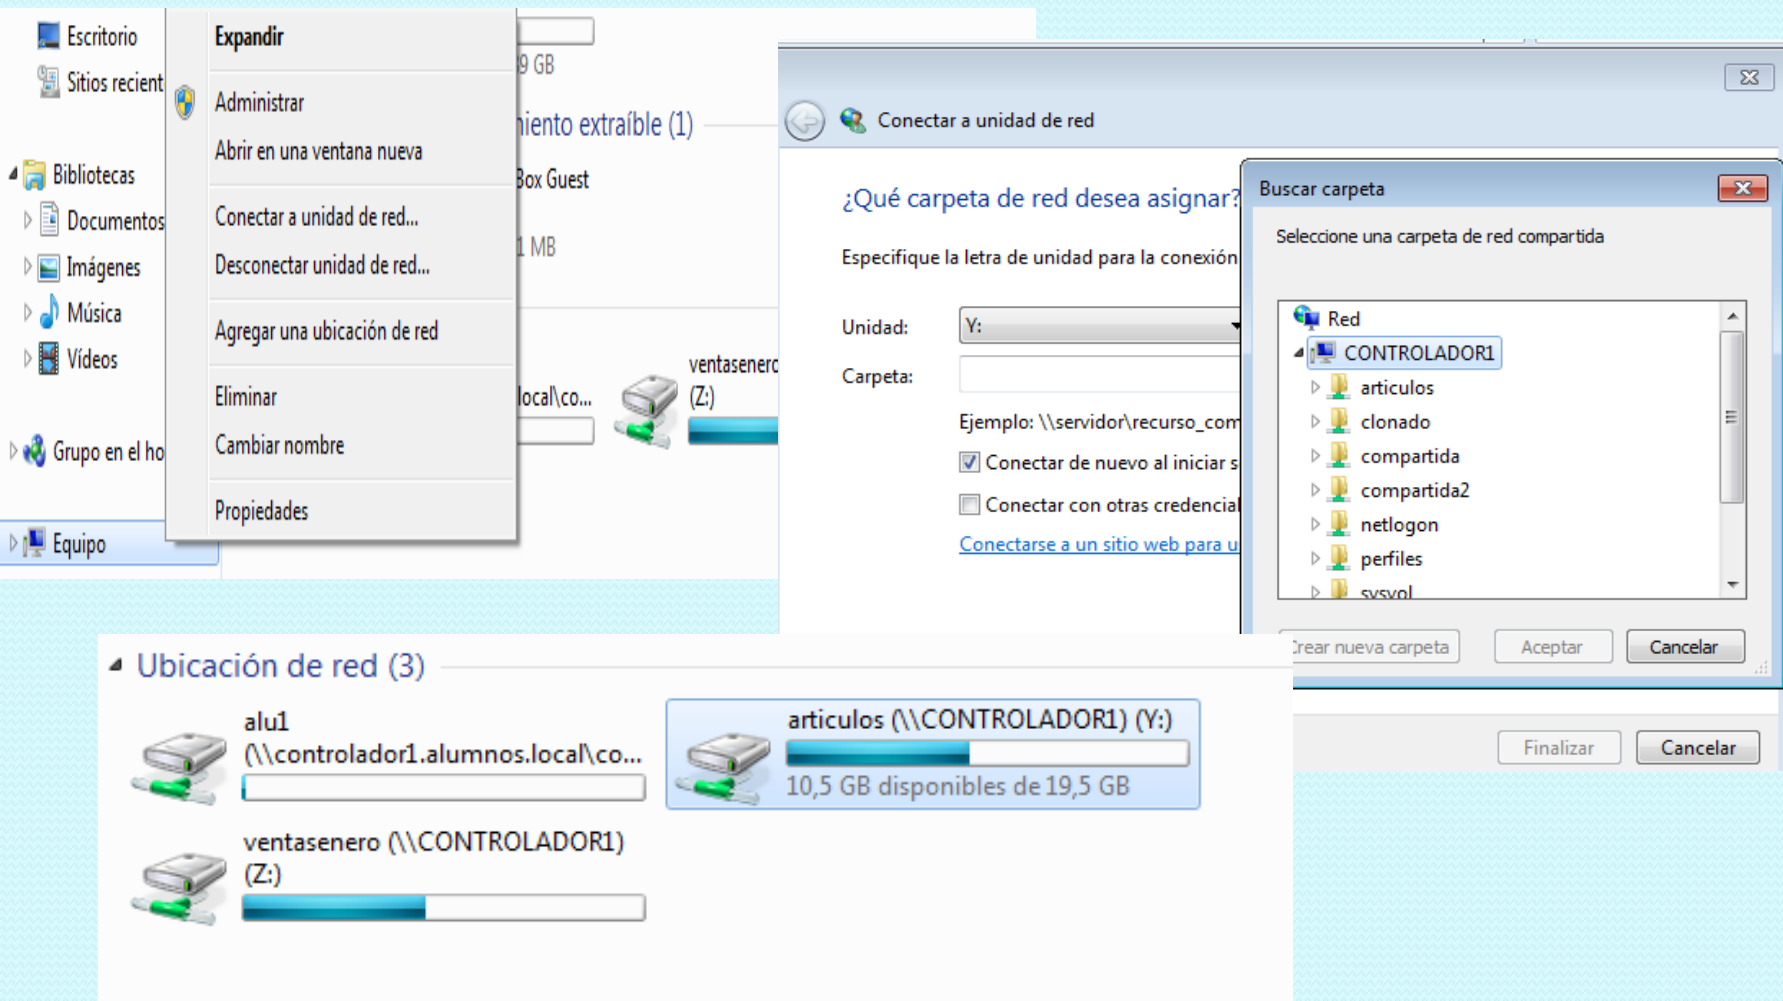 Escritorio
Sitios recient
Bibliotecas
Documentos
Imágenes
Música
Vídeos
Grupo en el ho
Equipo
Expandir
Administrar
Abrir en una ventana nueva
Conectar a unidad de red...
Desconectar unidad de red...
Agregar una ubicación de red
Eliminar
Cambiar nombre
Propiedades
9 GB
miento extraíble (1)
Box Guest
1 MB
local\co...
ventasenero
(Z:)
Conectar a unidad de red
¿Qué carpeta de red desea asignar?
Especifique la letra de unidad para la conexión
Unidad: Y:
Carpeta:
Ejemplo: \\servidor\recurso_com
Conectar de nuevo al iniciar s
Conectar con otras credencial
Conectarse a un sitio web para u
Buscar carpeta
Seleccione una carpeta de red compartida
Red
CONTROLADOR1
articulos
clonado
compartida
compartida2
netlogon
perfiles
sysvol
Crear nueva carpeta Aceptar Cancelar
Finalizar Cancelar
Ubicación de red (3)
alu1
(\\controlador1.alumnos.local\co...
articulos (\\CONTROLADOR1) (Y:)
10,5 GB disponibles de 19,5 GB
ventasenero (\\CONTROLADOR1)
(Z:)